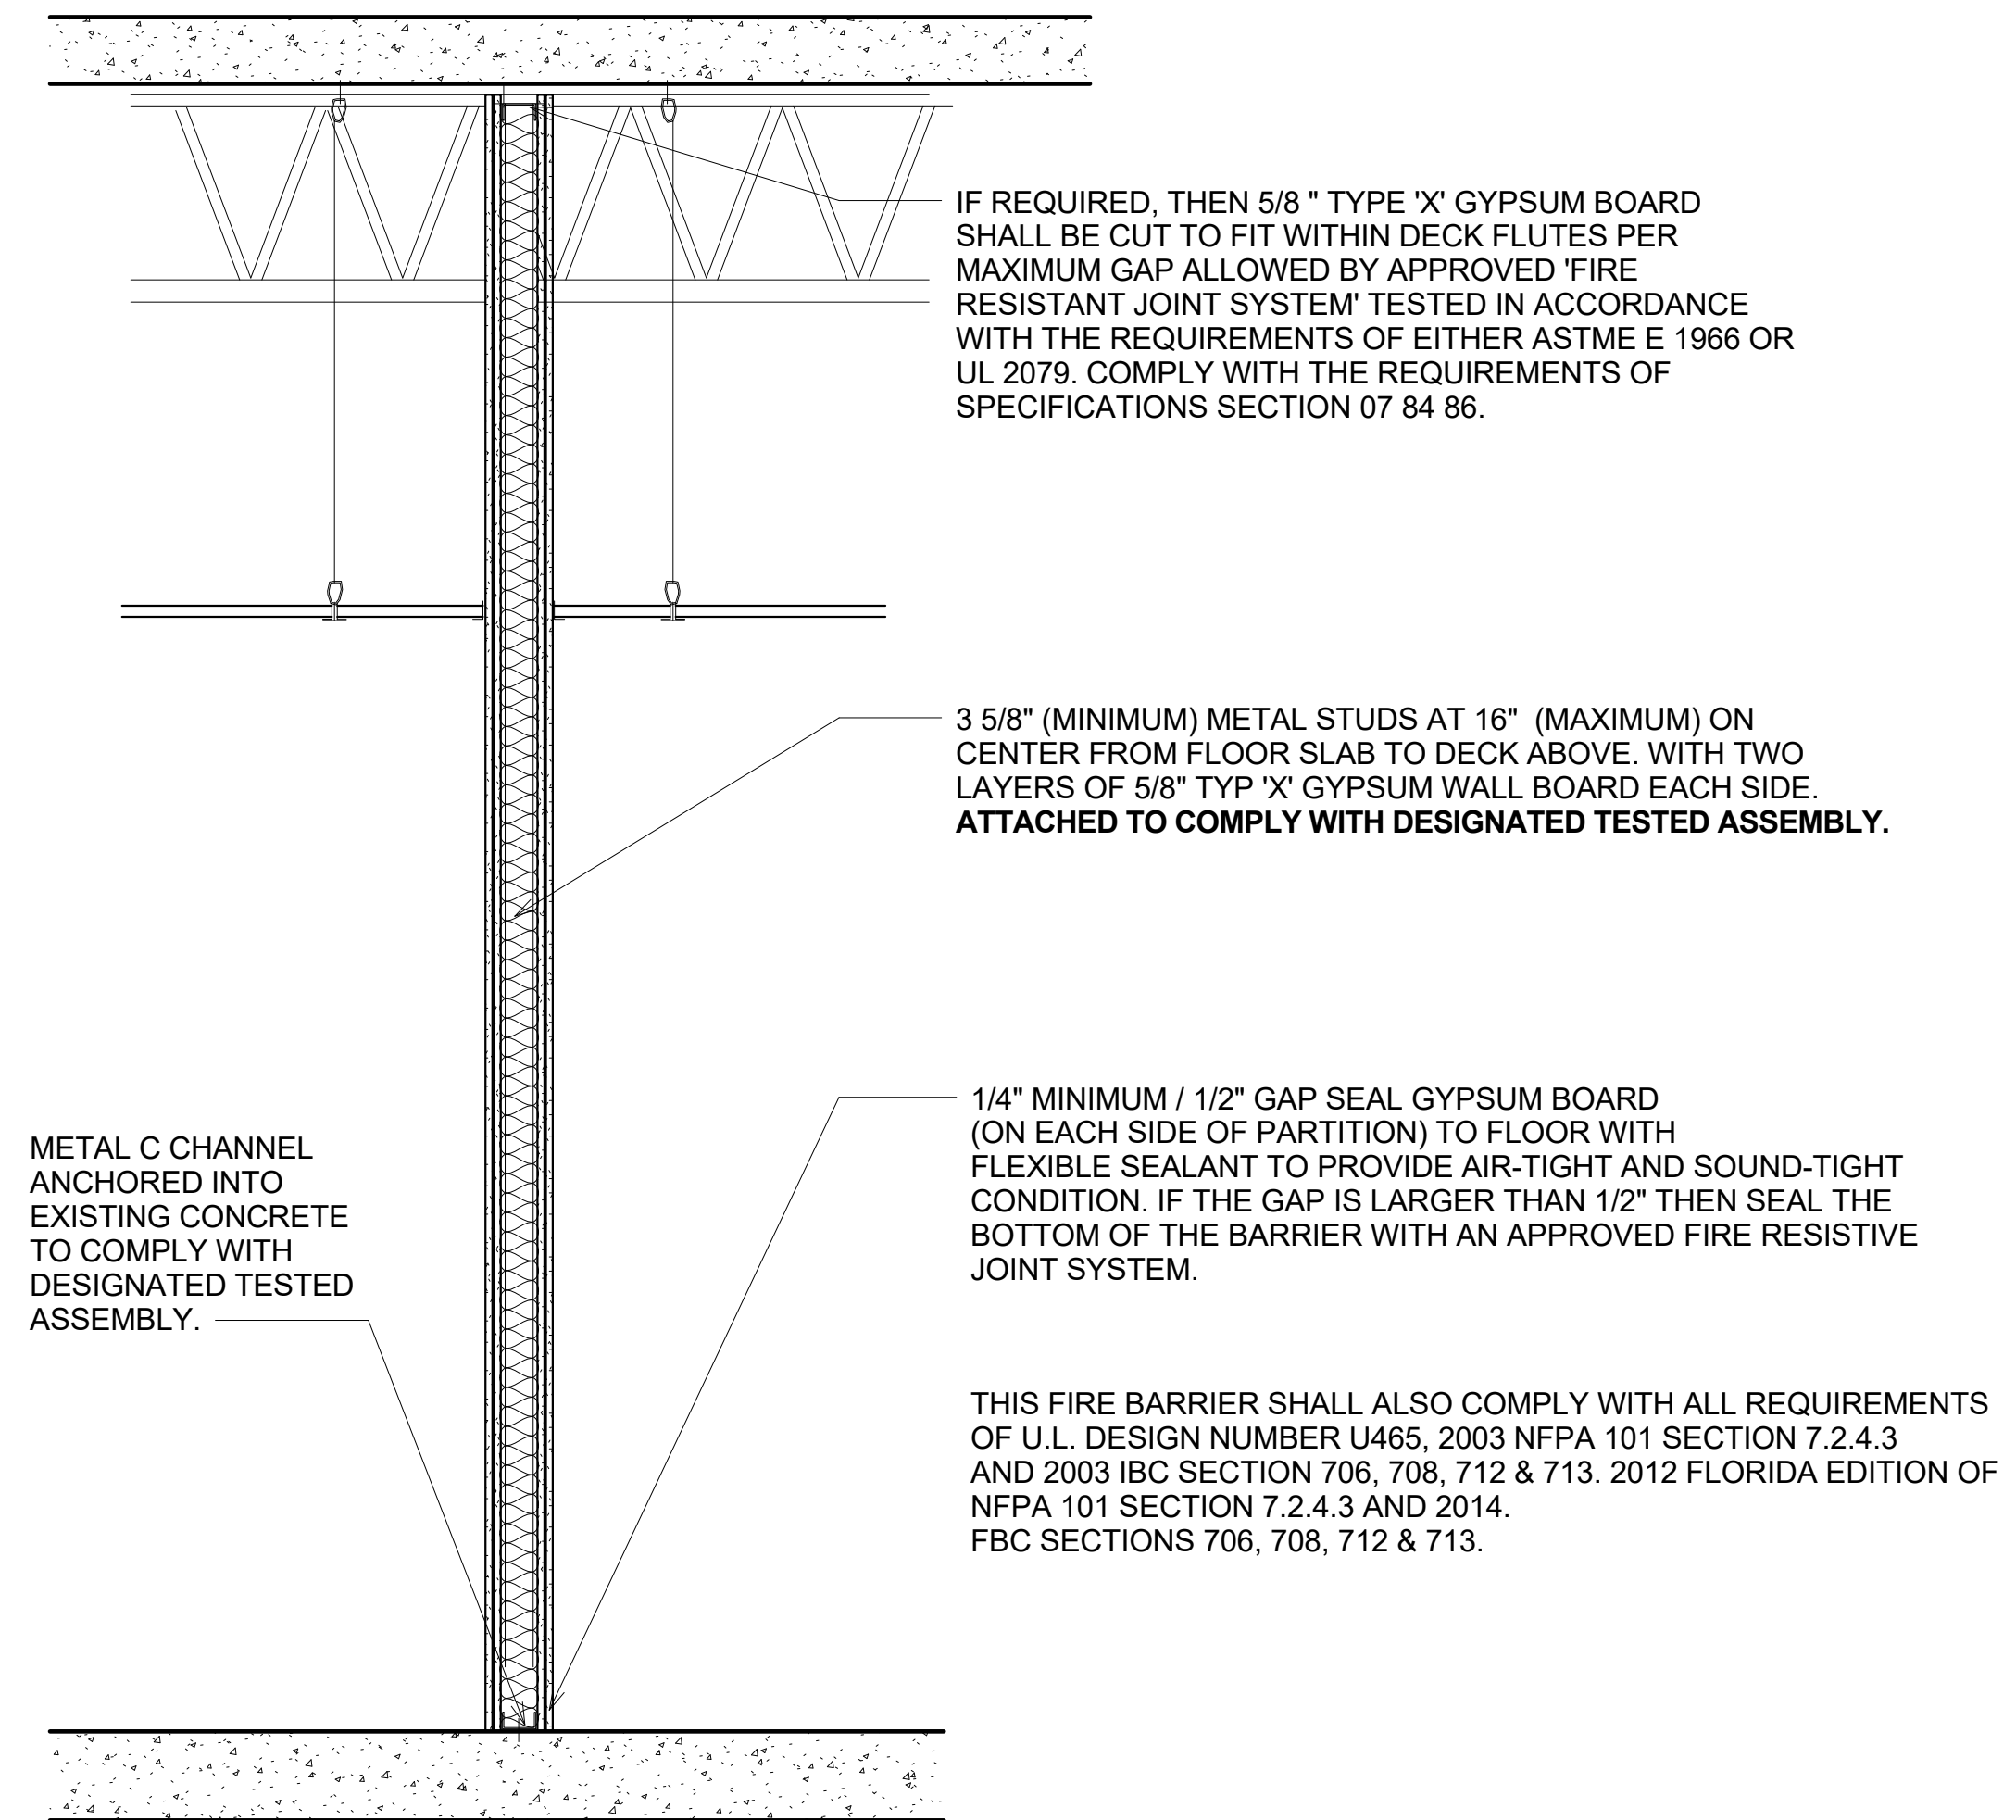 IF REQUIRED, THEN 5/8 " TYPE 'X' GYPSUM BOARD
SHALL BE CUT TO FIT WITHIN DECK FLUTES PER
MAXIMUM GAP ALLOWED BY APPROVED 'FIRE
RESISTANT JOINT SYSTEM' TESTED IN ACCORDANCE
WITH THE REQUIREMENTS OF EITHER ASTME E 1966 OR
UL 2079. COMPLY WITH THE REQUIREMENTS OF
SPECIFICATIONS SECTION 07 84 86.
3 5/8" (MINIMUM) METAL STUDS AT 16" (MAXIMUM) ON
CENTER FROM FLOOR SLAB TO DECK ABOVE. WITH TWO
LAYERS OF 5/8" TYP 'X' GYPSUM WALL BOARD EACH SIDE.
ATTACHED TO COMPLY WITH DESIGNATED TESTED ASSEMBLY.
1/4" MINIMUM / 1/2" GAP SEAL GYPSUM BOARD
(ON EACH SIDE OF PARTITION) TO FLOOR WITH
FLEXIBLE SEALANT TO PROVIDE AIR-TIGHT AND SOUND-TIGHT
CONDITION. IF THE GAP IS LARGER THAN 1/2" THEN SEAL THE
BOTTOM OF THE BARRIER WITH AN APPROVED FIRE RESISTIVE
JOINT SYSTEM.
METAL C CHANNEL
ANCHORED INTO
EXISTING CONCRETE
TO COMPLY WITH
DESIGNATED TESTED
ASSEMBLY.
THIS FIRE BARRIER SHALL ALSO COMPLY WITH ALL REQUIREMENTS
OF U.L. DESIGN NUMBER U465, 2003 NFPA 101 SECTION 7.2.4.3
AND 2003 IBC SECTION 706, 708, 712 & 713. 2012 FLORIDA EDITION OF
NFPA 101 SECTION 7.2.4.3 AND 2014.
FBC SECTIONS 706, 708, 712 & 713.